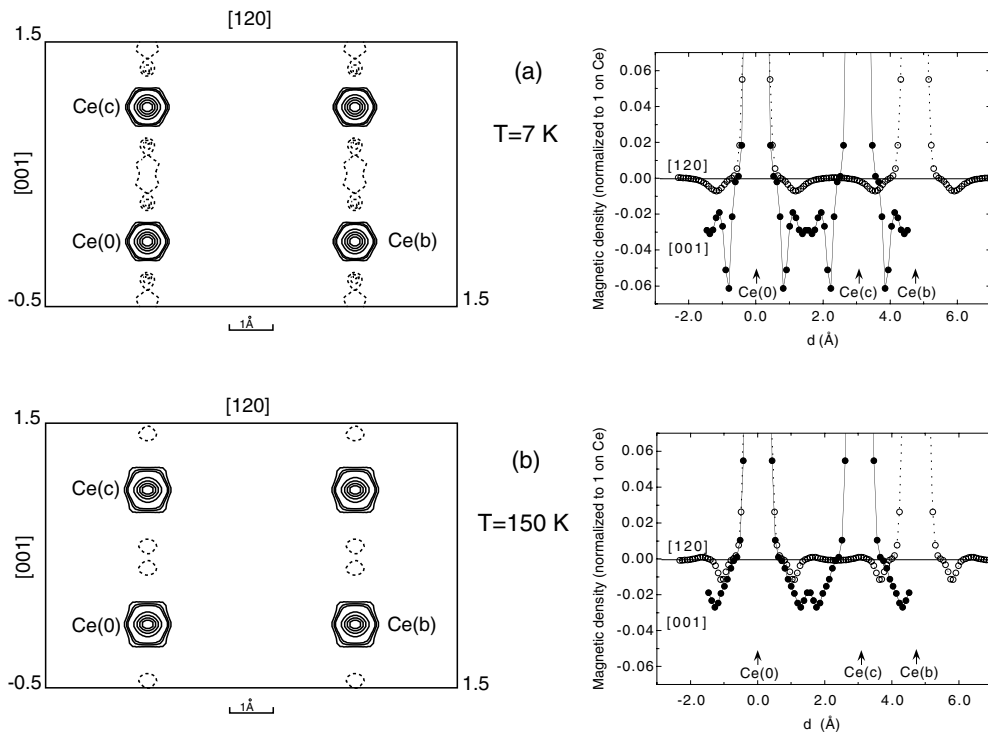 [120]
1.5
Ce(c)
[001]
Ce(0)
Ce(b)
-0.5
1.5
1Å
(a)
T=7 K
Magnetic density (normalized to 1 on Ce)
0.06
0.04
0.02
0.00
-0.02
-0.04
-0.06
[120]
[001]
Ce(0)
Ce(c)
Ce(b)
-2.0 0.0 2.0 4.0 6.0
d (Å)
[120]
1.5
Ce(c)
[001]
Ce(0)
Ce(b)
-0.5
1.5
1Å
(b)
T=150 K
Magnetic density (normalized to 1 on Ce)
0.06
0.04
0.02
0.00
-0.02
-0.04
-0.06
[120]
[001]
Ce(0)
Ce(c)
Ce(b)
-2.0 0.0 2.0 4.0 6.0
d (Å)